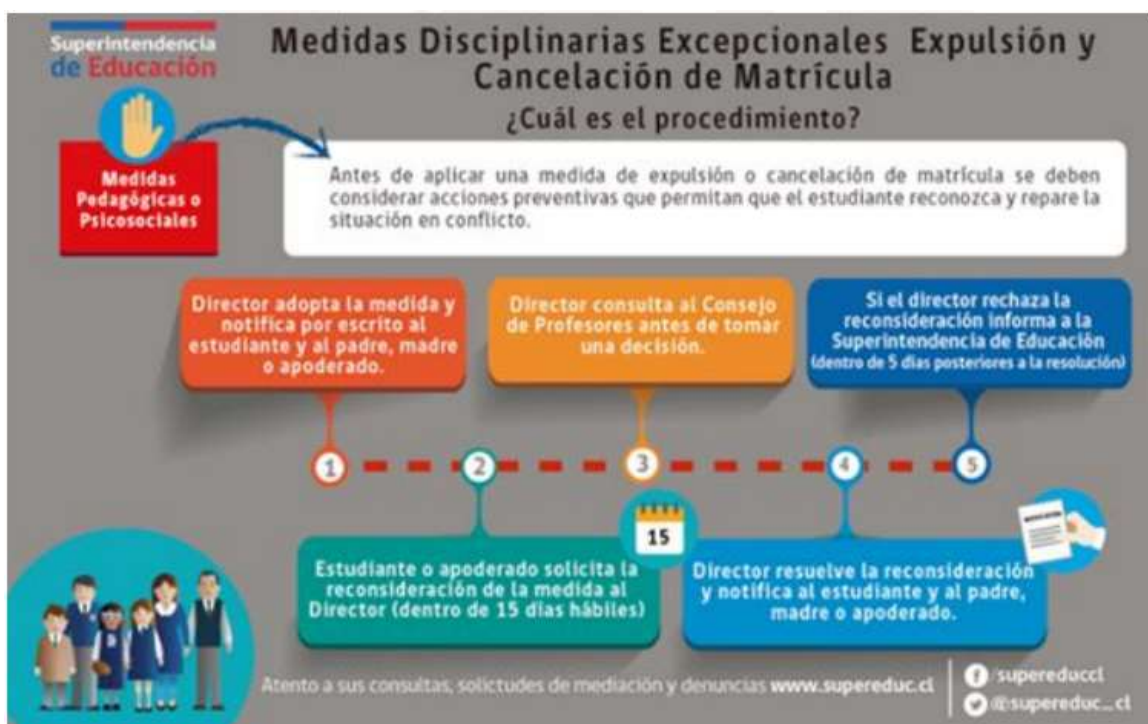 Superintendencia
de Educación
Medidas Disciplinarias Excepcionales Expulsión y
Cancelación de Matrícula
¿Cuál es el procedimiento?
Medidas
Pedagógicas o
Psicosociales
Antes de aplicar una medida de expulsión o cancelación de matrícula se deben
considerar acciones preventivas que permitan que el estudiante reconozca y repare la
situación en conflicto.
Director adopta la medida y
notifica por escrito al
estudiante y al padre, madre
o apoderado.
Director consulta al Consejo
de Profesores antes de tomar
una decisión.
Si el director rechaza la
reconsideración informa a la
Superintendencia de Educación
(dentro de 5 días posteriores a la resolución)
1
2
3
4
5
15
Estudiante o apoderado solicita la
reconsideración de la medida al
Director (dentro de 15 días hábiles)
Director resuelve la reconsideración
y notifica al estudiante y al padre,
madre o apoderado.
Atento a sus consultas, solictudes de mediación y denuncias www.supereduc.cl
/supereduccl
@supereduc_cl